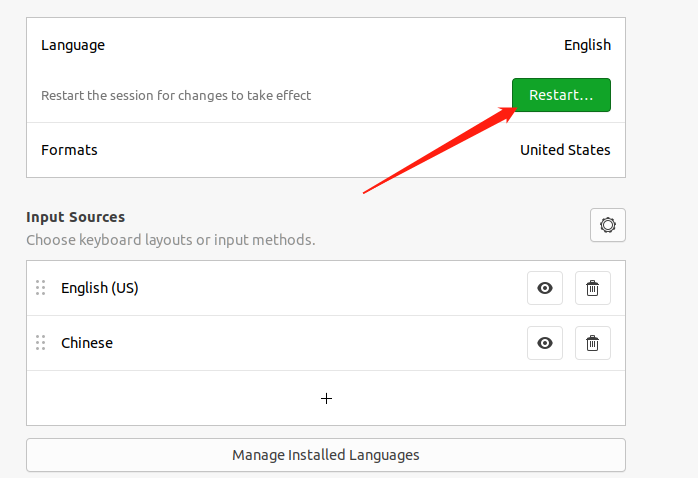 Language English
Restart the session for changes to take effect Restart...
Formats United States
Input Sources
Choose keyboard layouts or input methods.
English (US)
Chinese
+
Manage Installed Languages